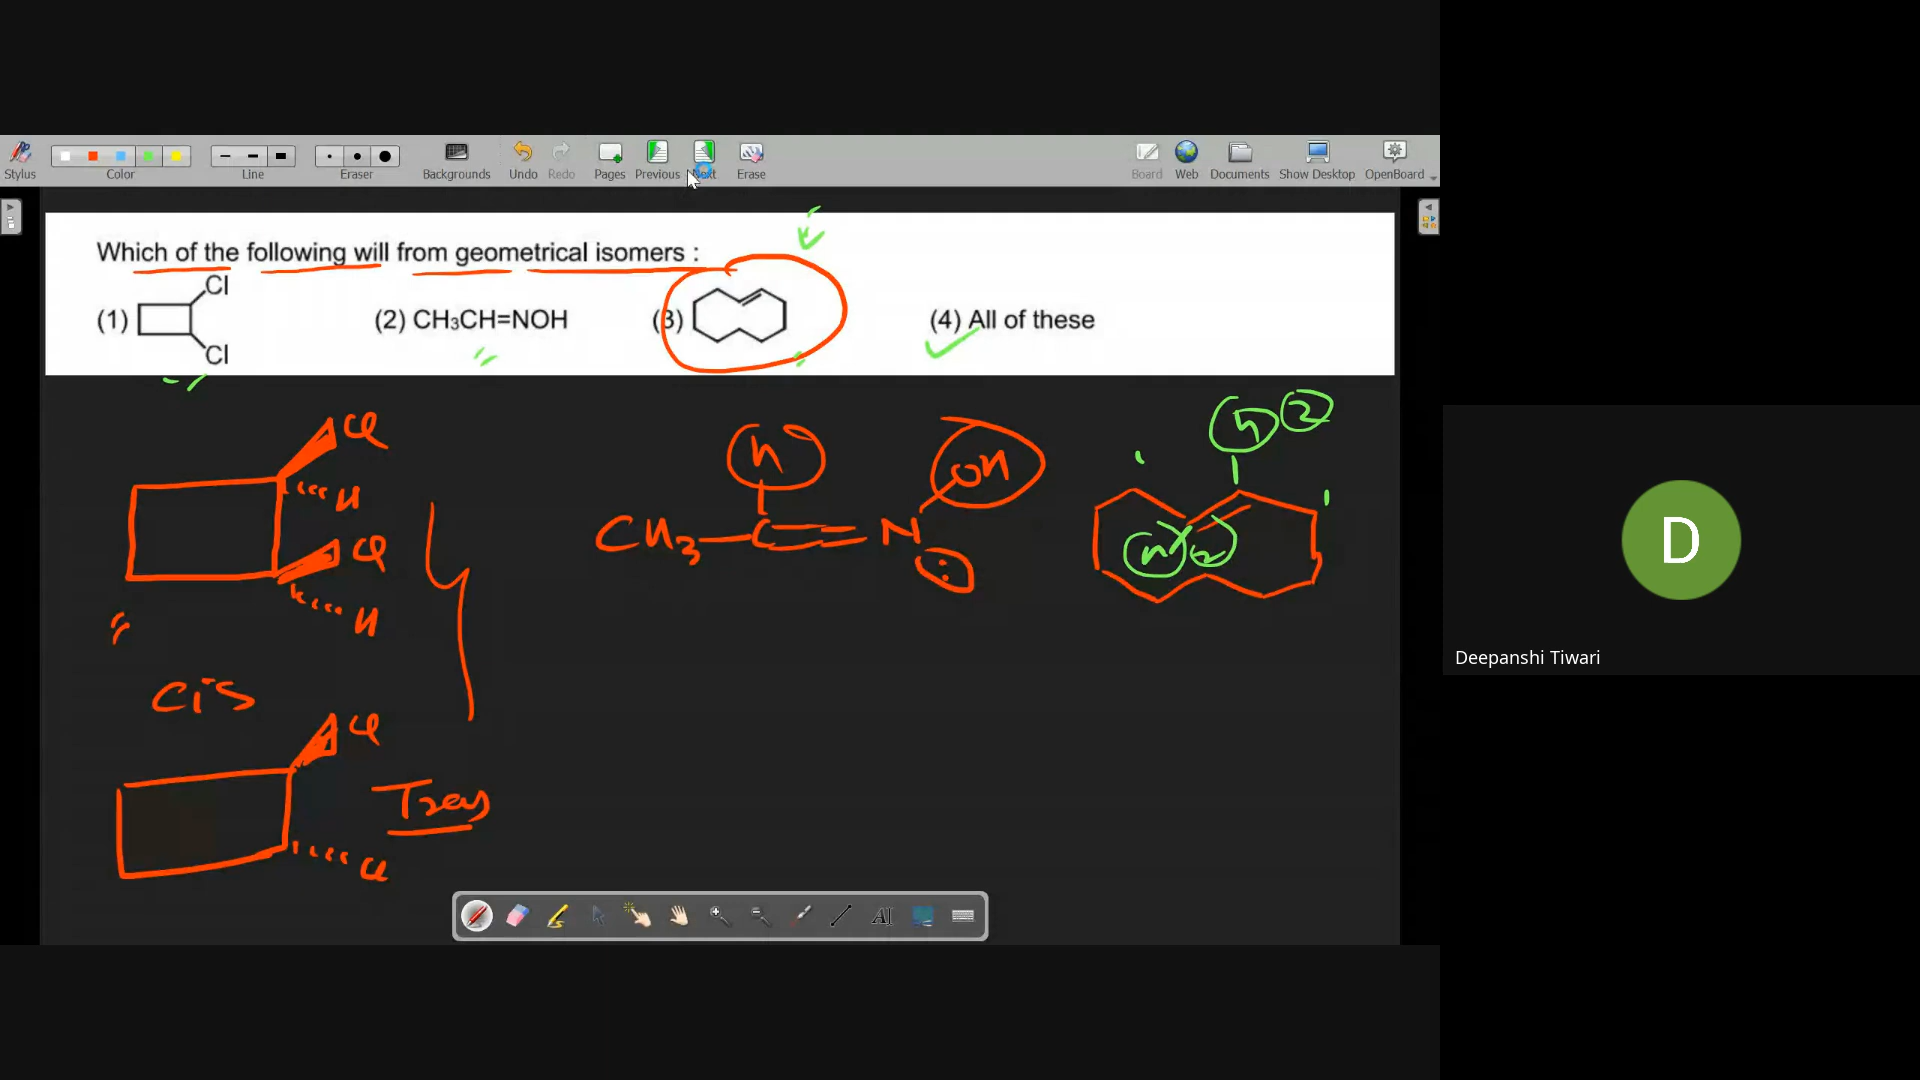 Stylus
Color
Line
Eraser
Backgrounds
Undo
Redo
Pages
Previous
Next
Erase
Board
Web
Documents
Show Desktop
OpenBoard
Which of the following will from geometrical isomers :
(1) Cl Cl
(2) CH₃CH=NOH
(3)
(4) All of these
Cl
H
Cl
H
Cis
Cl
Trans
Cl
H
OH
CH₃—C=N
:
H 2
H 2
D
Deepanshi Tiwari